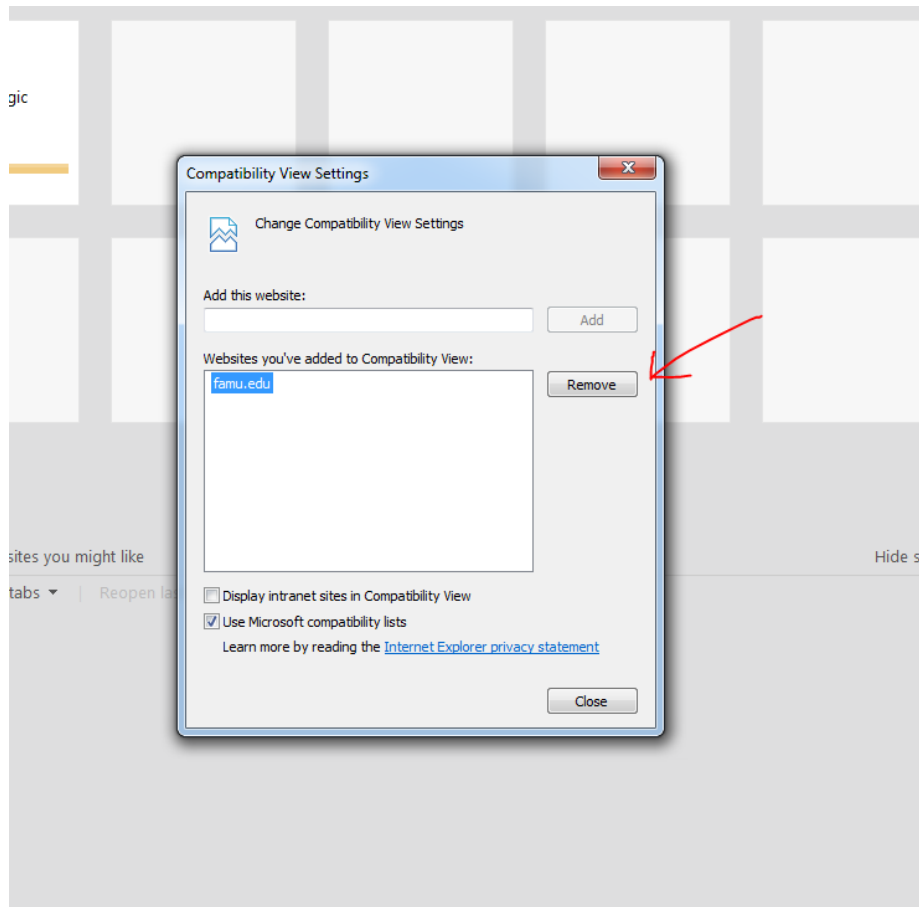 gic
Compatibility View Settings
Change Compatibility View Settings
Add this website:
Add
Websites you've added to Compatibility View:
famu.edu
Remove
sites you might like
Hide s
tabs
Reopen las
Display intranet sites in Compatibility View
Use Microsoft compatibility lists
Learn more by reading the Internet Explorer privacy statement
Close